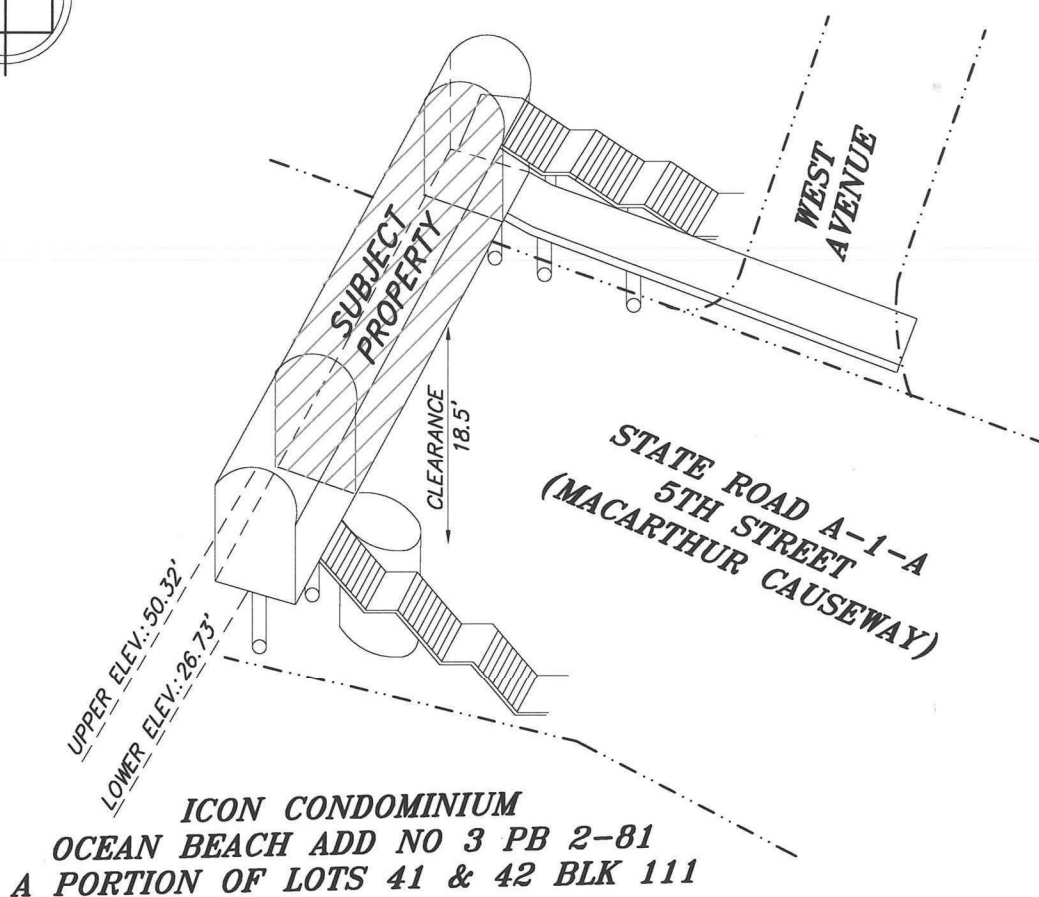 WEST
AVENUE
SUBJECT
PROPERTY
CLEARANCE
18.5'
STATE ROAD A-1-A
5TH STREET
(MACARTHUR CAUSEWAY)
UPPER ELEV.:50.32'
LOWER ELEV.:26.73'
ICON CONDOMINIUM
OCEAN BEACH ADD NO 3 PB 2-81
A PORTION OF LOTS 41 & 42 BLK 111